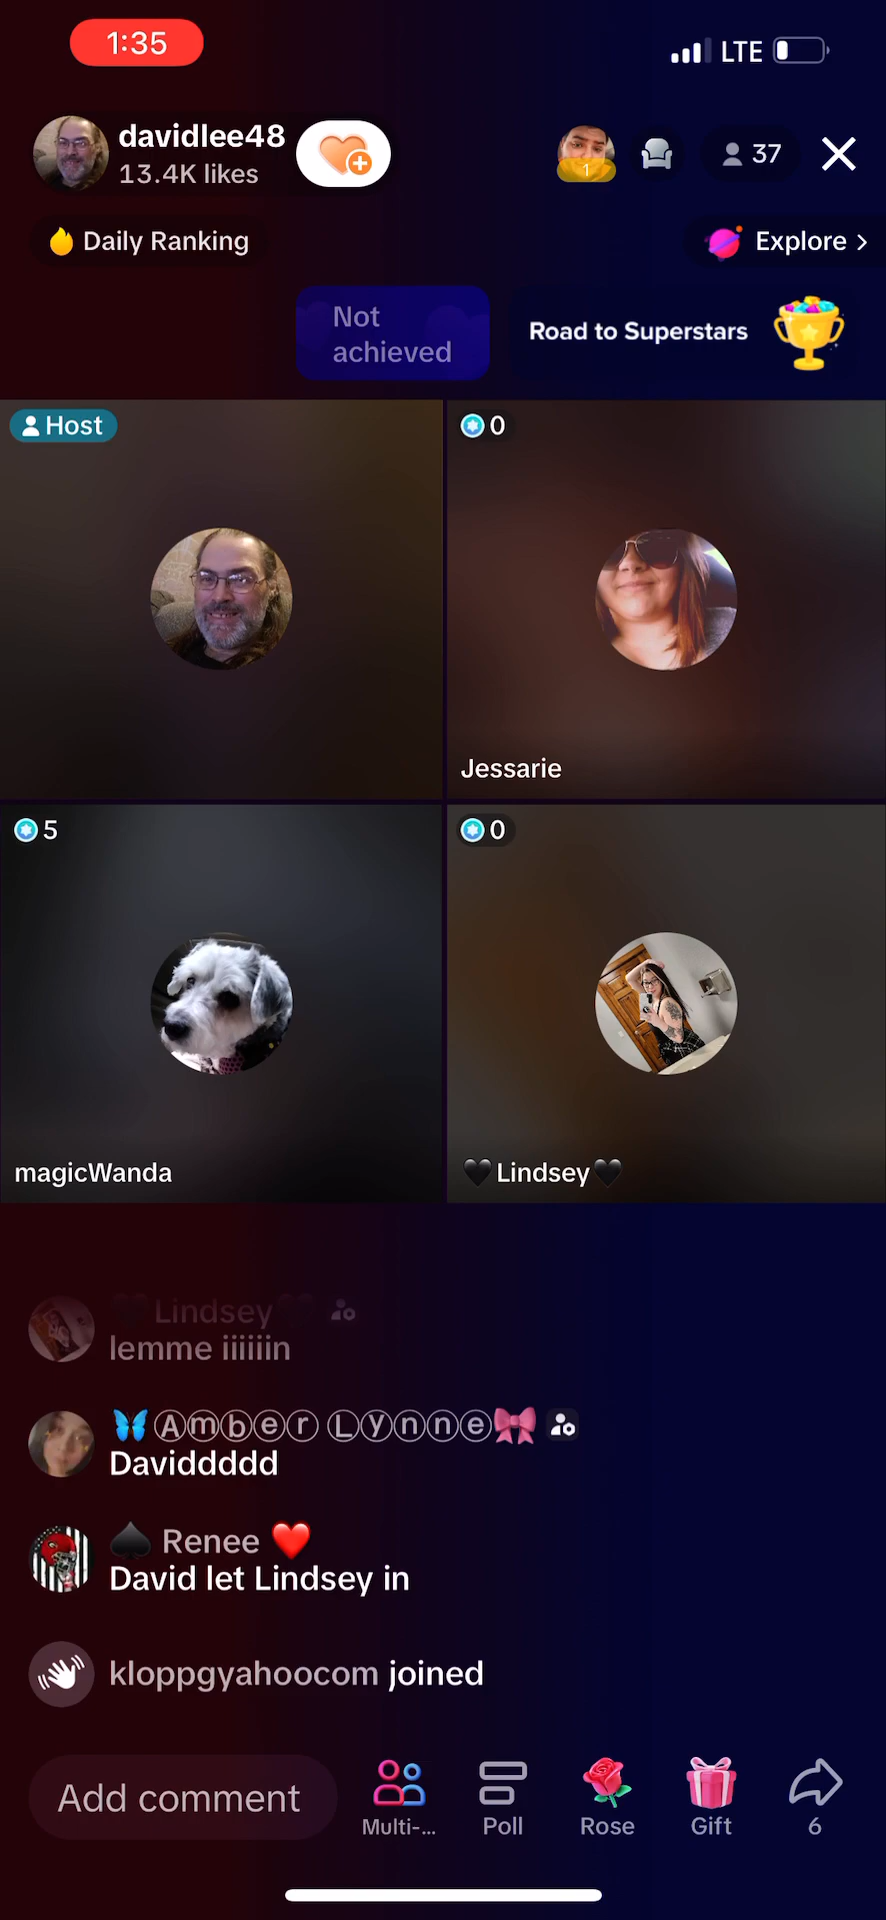 1:35
LTE
davidlee48
13.4K likes
1
37
Daily Ranking
Explore >
Not
achieved
Road to Superstars
Host
0
Jessarie
5
0
magicWanda
🖤Lindsey🖤
🖤Lindsey🖤
lemme iiiiiin
🦋Ⓐⓜⓑⓔⓡ Ⓛⓨⓝⓝⓔ🎀
Daviddddd
♠️ Renee ❤️
David let Lindsey in
kloppgyahoocom joined
Add comment
Multi-...
Poll
Rose
Gift
6